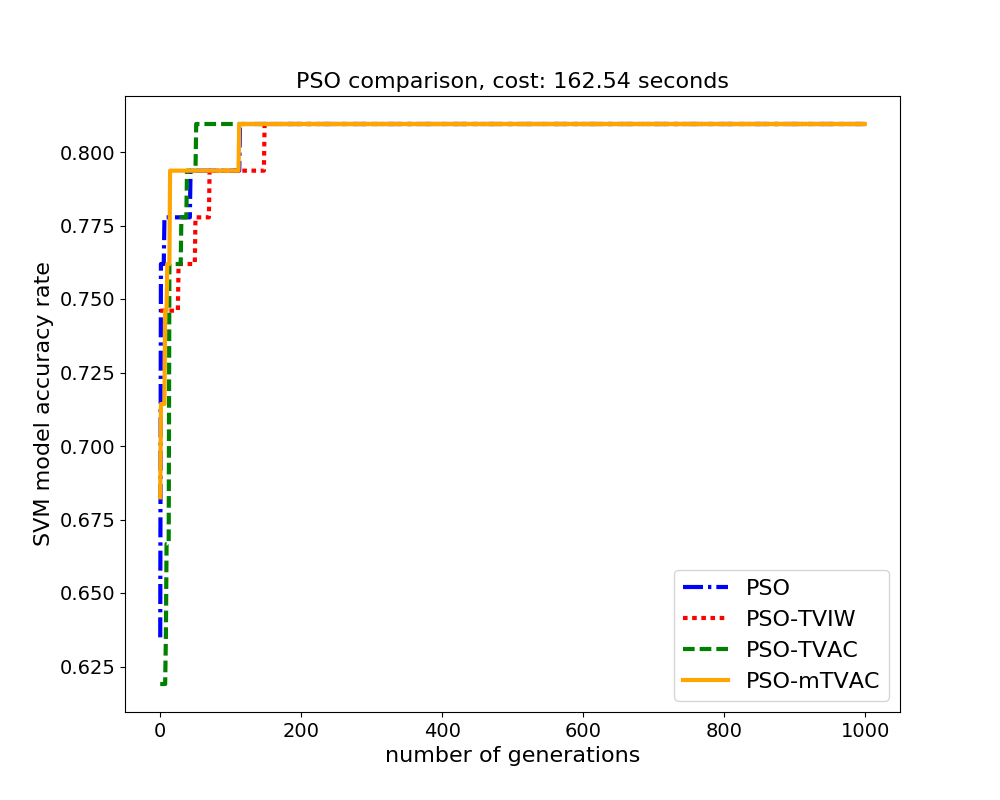 PSO comparison, cost: 162.54 seconds
SVM model accuracy rate
0.800
0.775
0.750
0.725
0.700
0.675
0.650
0.625
0 200 400 600 800 1000
number of generations
PSO
PSO-TVIW
PSO-TVAC
PSO-mTVAC